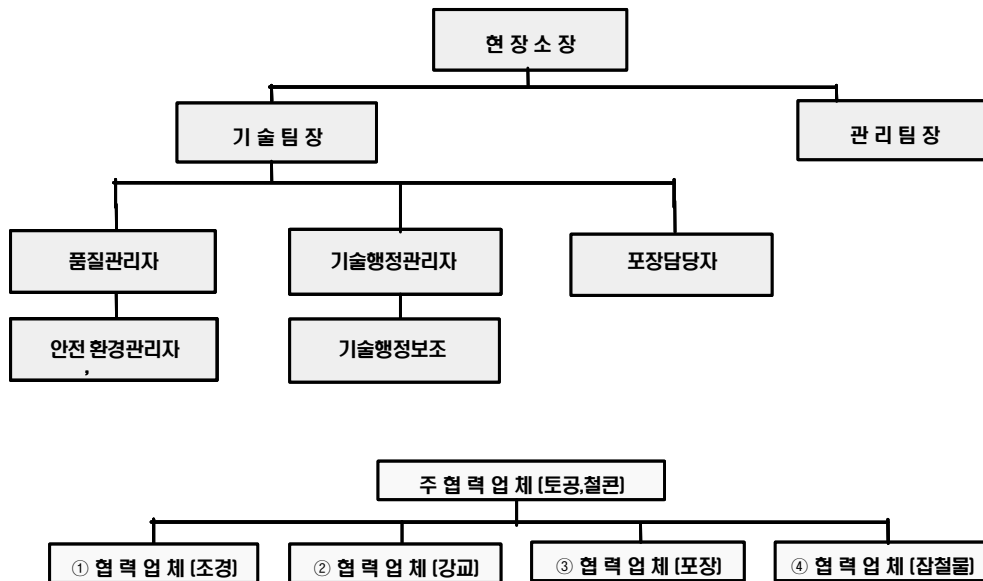 현 장 소 장
기 술 팀 장
관 리 팀 장
품질관리자
기술행정관리자
포장담당자
안전 환경관리자
,
기술행정보조
주 협 력 업 체 (토공,철콘)
① 협 력 업 체 (조경)
② 협 력 업 체 (강교)
③ 협 력 업 체 (포장)
④ 협 력 업 체 (잡철물)